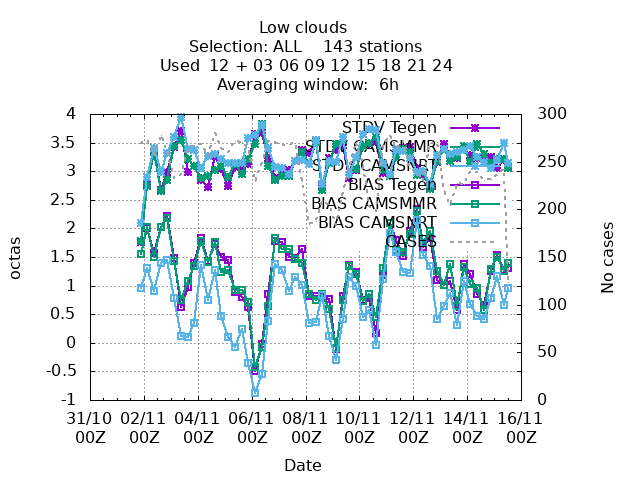 Low clouds
Selection: ALL    143 stations
Used  12 + 03 06 09 12 15 18 21 24
Averaging window:  6h
4
3.5
3
2.5
2
1.5
1
0.5
0
-0.5
-1
octas
STDV Tegen
STDV CAMSMMR
STDV CAMSNRT
BIAS Tegen
BIAS CAMSMMR
BIAS CAMSNRT
CASES
300
250
200
150
100
50
0
No cases
31/10 02/11 04/11 06/11 08/11 10/11 12/11 14/11 16/11
00Z 00Z 00Z 00Z 00Z 00Z 00Z 00Z 00Z
Date